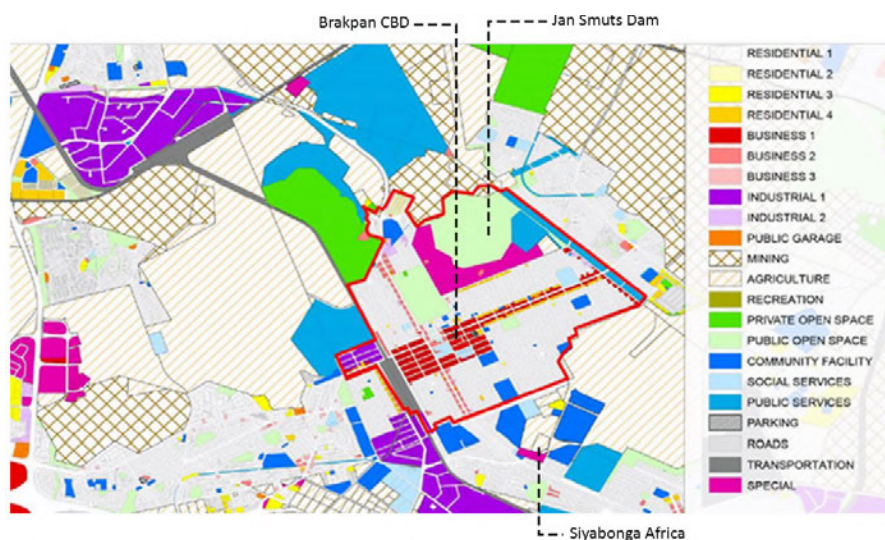 Brakpan CBD
Jan Smuts Dam
RESIDENTIAL 1
RESIDENTIAL 2
RESIDENTIAL 3
RESIDENTIAL 4
BUSINESS 1
BUSINESS 2
BUSINESS 3
INDUSTRIAL 1
INDUSTRIAL 2
PUBLIC GARAGE
MINING
AGRICULTURE
RECREATION
PRIVATE OPEN SPACE
PUBLIC OPEN SPACE
COMMUNITY FACILITY
SOCIAL SERVICES
PUBLIC SERVICES
PARKING
ROADS
TRANSPORTATION
SPECIAL
Siyabonga Africa